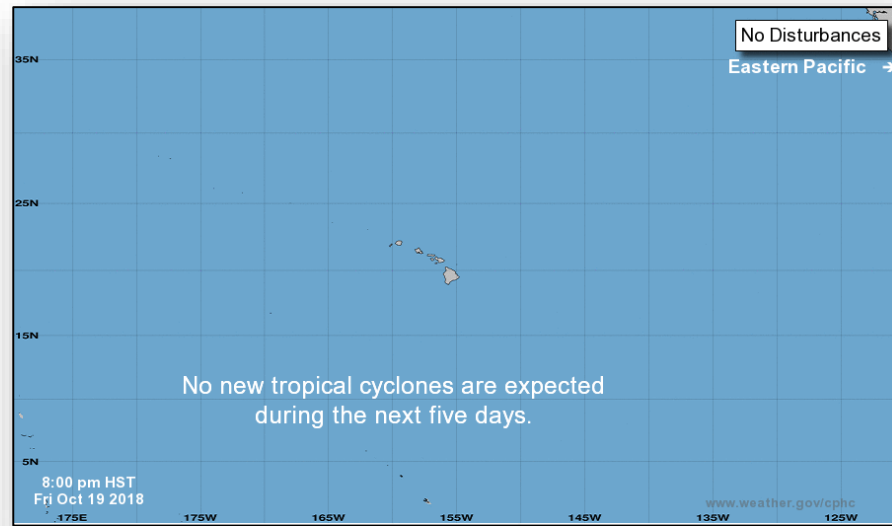 No Disturbances
Eastern Pacific →
35N
25N
15N
No new tropical cyclones are expected
during the next five days.
5N
8:00 pm HST
Fri Oct 19 2018
www.weather.gov/cphc
175E 175W 165W 155W 145W 135W 125W